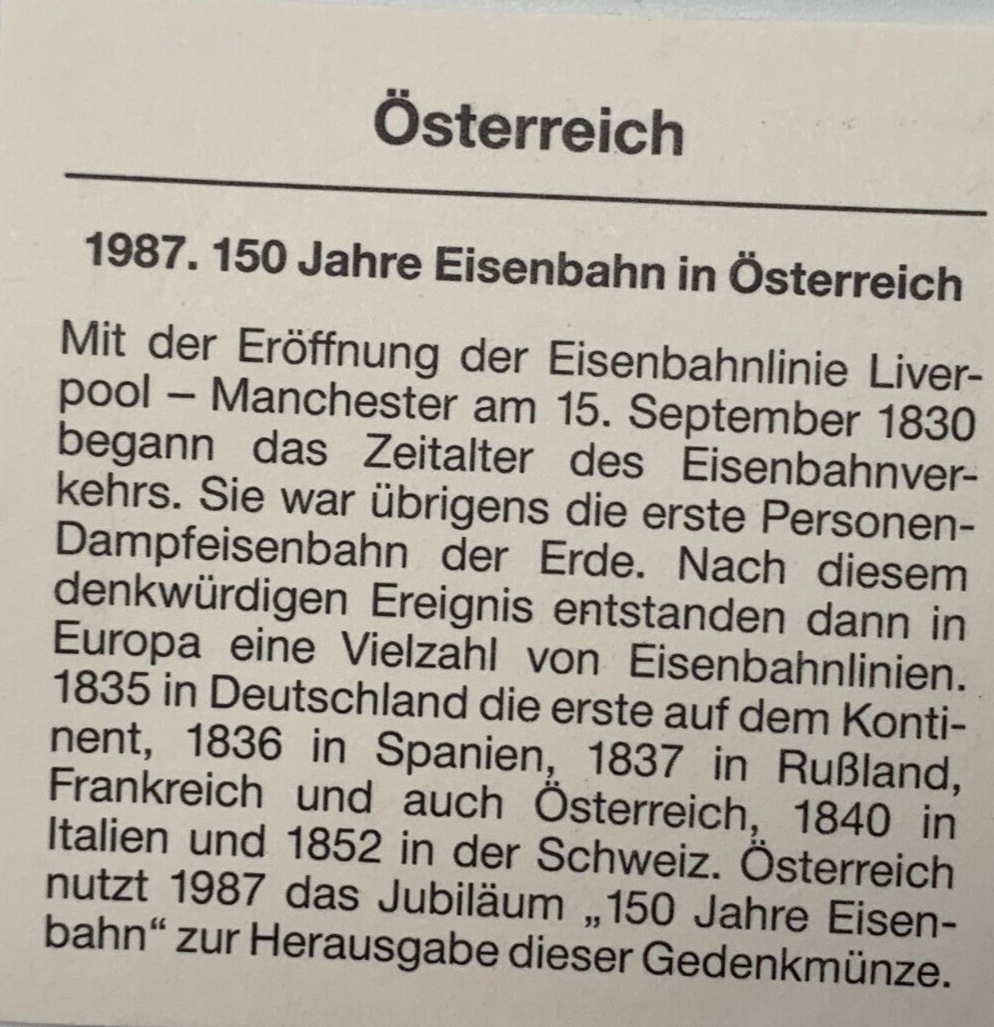 Österreich
1987. 150 Jahre Eisenbahn in Österreich
Mit der Eröffnung der Eisenbahnlinie Liver-
pool – Manchester am 15. September 1830
begann das Zeitalter des Eisenbahnver-
kehrs. Sie war übrigens die erste Personen-
Dampfeisenbahn der Erde. Nach diesem
denkwürdigen Ereignis entstanden dann in
Europa eine Vielzahl von Eisenbahnlinien.
1835 in Deutschland die erste auf dem Konti-
nent, 1836 in Spanien, 1837 in Rußland,
Frankreich und auch Österreich, 1840 in
Italien und 1852 in der Schweiz. Österreich
nutzt 1987 das Jubiläum „150 Jahre Eisen-
bahn“ zur Herausgabe dieser Gedenkmünze.